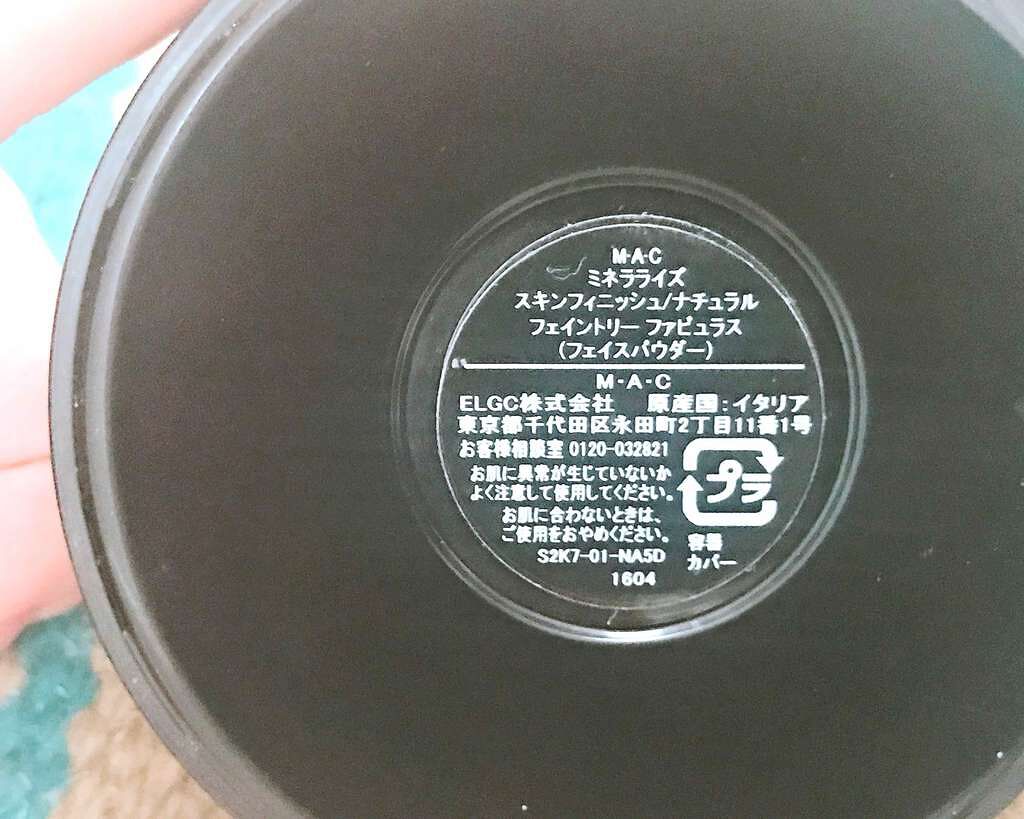 M·A·C
ミネラライズ
スキンフィニッシュ/ナチュラル
フェイントリー ファビュラス
(フェイスパウダー)
M-A-C
ELGC株式会社 原産国:イタリア
東京都千代田区永田町2丁目11番1号
お客様相談室 0120-032821
お肌に異常が生じていないか
よく注意して使用してください。
お肌に合わないときは、
ご使用をおやめください。
プラ
容器
カバー
S2K7-01-NA5D
1604